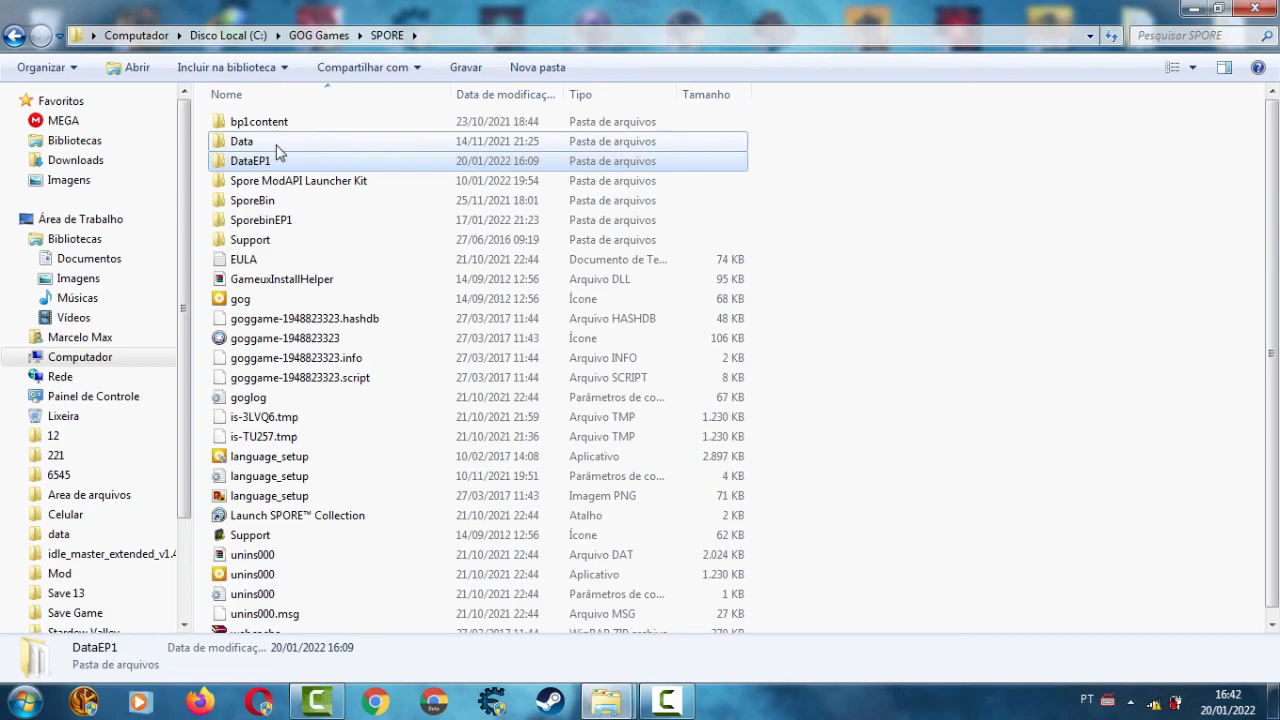 Computador ▸ Disco Local (C:) ▸ GOG Games ▸ SPORE ▸
Pesquisar SPORE
Organizar Abrir Incluir na biblioteca Compartilhar com Gravar Nova pasta
Favoritos
MEGA
Bibliotecas
Downloads
Imagens
Área de Trabalho
Bibliotecas
Documentos
Imagens
Músicas
Vídeos
Marcelo Max
Computador
Rede
Painel de Controle
Lixeira
12
221
6545
Area de arquivos
Celular
data
idle_master_extended_v1.4
Mod
Save 13
Save Game
Stardew Valley
Nome Data de modificaç... Tipo Tamanho
bp1content 23/10/2021 18:44 Pasta de arquivos
Data 14/11/2021 21:25 Pasta de arquivos
DataEP1 20/01/2022 16:09 Pasta de arquivos
Spore ModAPI Launcher Kit 10/01/2022 19:54 Pasta de arquivos
SporeBin 25/11/2021 18:01 Pasta de arquivos
SporebinEP1 17/01/2022 21:23 Pasta de arquivos
Support 27/06/2016 09:19 Pasta de arquivos
EULA 21/10/2021 22:44 Documento de Te... 74 KB
GameuxInstallHelper 14/09/2012 12:56 Arquivo DLL 95 KB
gog 14/09/2012 12:56 Ícone 68 KB
goggame-1948823323.hashdb 27/03/2017 11:44 Arquivo HASHDB 48 KB
goggame-1948823323 27/03/2017 11:43 Ícone 106 KB
goggame-1948823323.info 27/03/2017 11:44 Arquivo INFO 2 KB
goggame-1948823323.script 27/03/2017 11:44 Arquivo SCRIPT 8 KB
goglog 21/10/2021 22:44 Parâmetros de co... 67 KB
is-3LVQ6.tmp 21/10/2021 21:59 Arquivo TMP 1.230 KB
is-TU257.tmp 21/10/2021 21:36 Arquivo TMP 1.230 KB
language_setup 10/02/2017 14:08 Aplicativo 2.897 KB
language_setup 10/11/2021 19:51 Parâmetros de co... 4 KB
language_setup 27/03/2017 11:43 Imagem PNG 71 KB
Launch SPORE™ Collection 21/10/2021 22:44 Atalho 2 KB
Support 14/09/2012 12:56 Ícone 62 KB
unins000 21/10/2021 22:44 Arquivo DAT 2.024 KB
unins000 21/10/2021 22:44 Aplicativo 1.230 KB
unins000 21/10/2021 22:44 Parâmetros de co... 1 KB
unins000.msg 21/10/2021 22:44 Arquivo MSG 27 KB
DataEP1 Data de modificaç... 20/01/2022 16:09
Pasta de arquivos
PT
16:42
20/01/2022